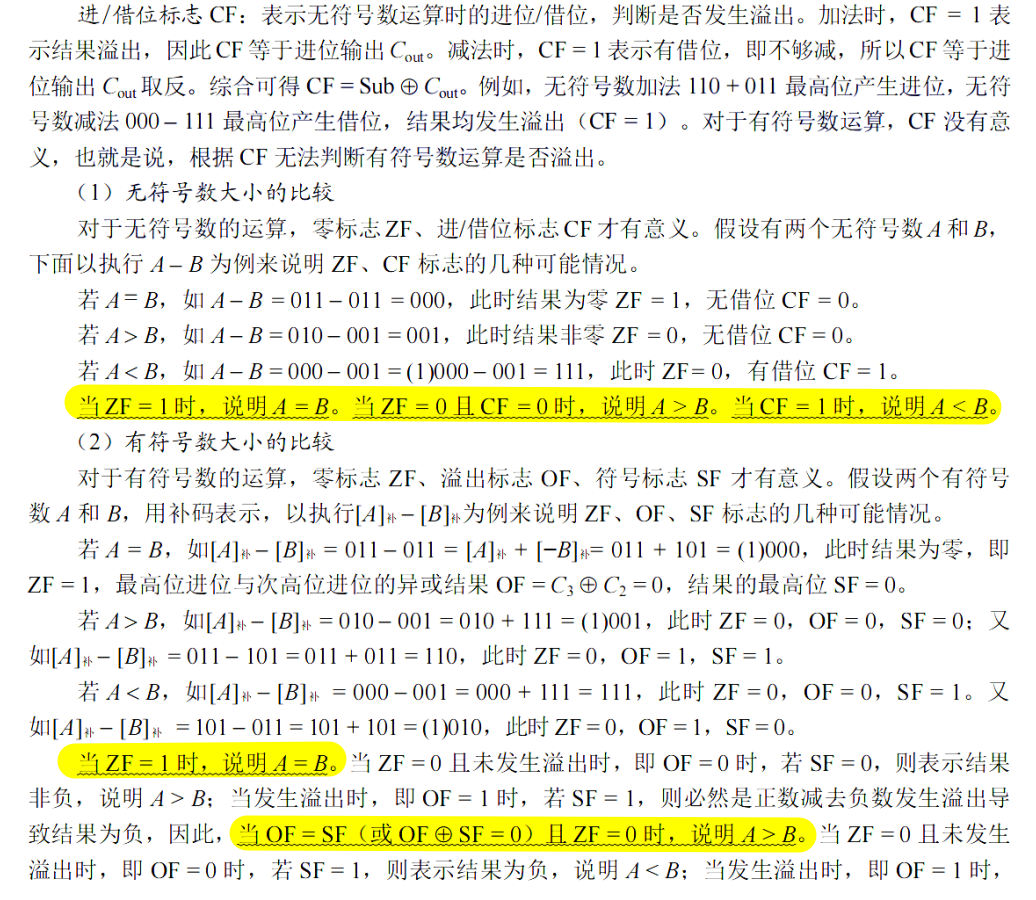 进/借位标志 CF：表示无符号数运算时的进位/借位，判断是否发生溢出。加法时，CF = 1 表
示结果溢出，因此 CF 等于进位输出 Cout。减法时，CF = 1 表示有借位，即不够减，所以 CF 等于进
位输出 Cout 取反。综合可得 CF = Sub ⊕ Cout。例如，无符号数加法 110 + 011 最高位产生进位，无符
号数减法 000 – 111 最高位产生借位，结果均发生溢出（CF = 1）。对于有符号数运算，CF 没有意
义，也就是说，根据 CF 无法判断有符号数运算是否溢出。
（1）无符号数大小的比较
对于无符号数的运算，零标志 ZF、进/借位标志 CF 才有意义。假设有两个无符号数 A 和 B，
下面以执行 A – B 为例来说明 ZF、CF 标志的几种可能情况。
若 A = B，如 A – B = 011 – 011 = 000，此时结果为零 ZF = 1，无借位 CF = 0。
若 A > B，如 A – B = 010 – 001 = 001，此时结果非零 ZF = 0，无借位 CF = 0。
若 A < B，如 A – B = 000 – 001 = (1)000 – 001 = 111，此时 ZF = 0，有借位 CF = 1。
当 ZF = 1 时，说明 A = B。当 ZF = 0 且 CF = 0 时，说明 A > B。当 CF = 1 时，说明 A < B。
（2）有符号数大小的比较
对于有符号数的运算，零标志 ZF、溢出标志 OF、符号标志 SF 才有意义。假设两个有符号
数 A 和 B，用补码表示，以执行[A]补 – [B]补为例来说明 ZF、OF、SF 标志的几种可能情况。
若 A = B，如[A]补 – [B]补 = 011 – 011 = [A]补 + [–B]补 = 011 + 101 = (1)000，此时结果为零，即
ZF = 1，最高位进位与次高位进位的异或结果 OF = C3 ⊕ C2 = 0，结果的最高位 SF = 0。
若 A > B，如[A]补 – [B]补 = 010 – 001 = 010 + 111 = (1)001，此时 ZF = 0，OF = 0，SF = 0；又
如[A]补 – [B]补 = 011 – 101 = 011 + 011 = 110，此时 ZF = 0，OF = 1，SF = 1。
若 A < B，如[A]补 – [B]补 = 000 – 001 = 000 + 111 = 111，此时 ZF = 0，OF = 0，SF = 1。又
如[A]补 – [B]补 = 101 – 011 = 101 + 101 = (1)010，此时 ZF = 0，OF = 1，SF = 0。
当 ZF = 1 时，说明 A = B。当 ZF = 0 且未发生溢出时，即 OF = 0 时，若 SF = 0，则表示结果
非负，说明 A > B；当发生溢出时，即 OF = 1 时，若 SF = 1，则必然是正数减去负数发生溢出导
致结果为负，因此，当 OF = SF（或 OF ⊕ SF = 0）且 ZF = 0 时，说明 A > B。当 ZF = 0 且未发生
溢出时，即 OF = 0 时，若 SF = 1，则表示结果为负，说明 A < B；当发生溢出时，即 OF = 1 时，